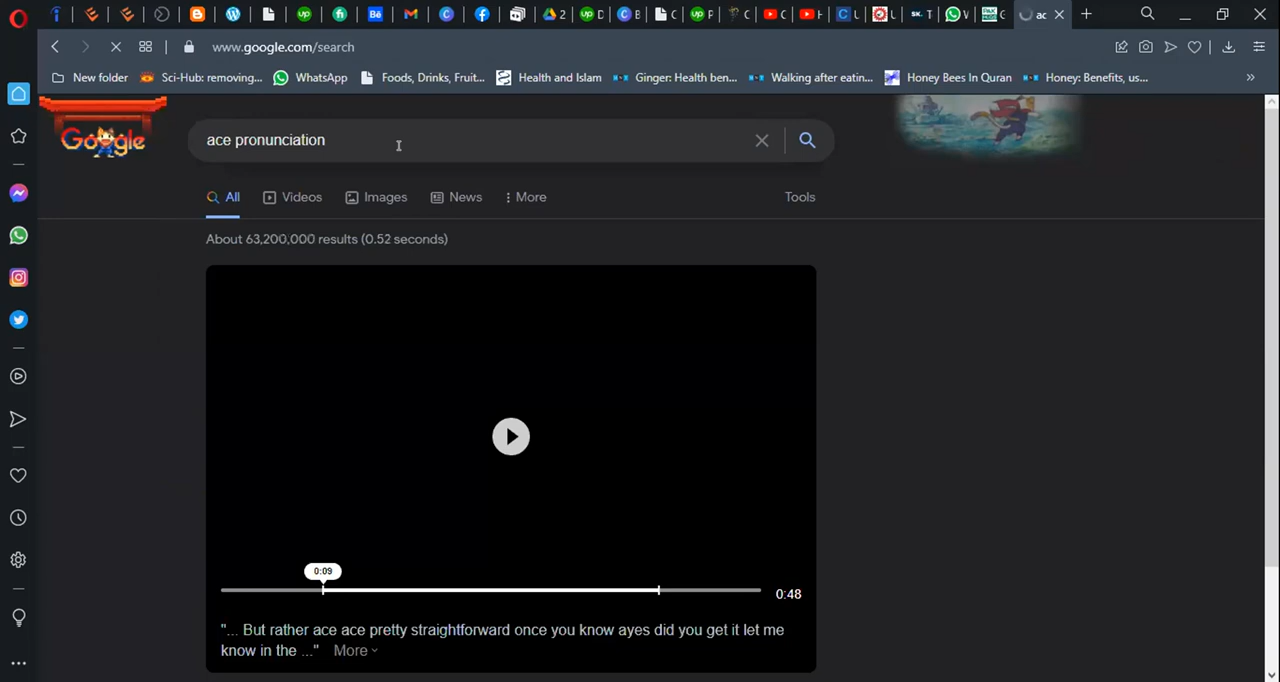 ac
www.google.com/search
New folder
Sci-Hub: removing...
WhatsApp
Foods, Drinks, Fruit...
Health and Islam
Ginger: Health ben...
Walking after eatin...
Honey Bees In Quran
Honey: Benefits, us...
Google
ace pronunciation
All
Videos
Images
News
More
Tools
About 63,200,000 results (0.52 seconds)
0:09
0:48
"... But rather ace ace pretty straightforward once you know ayes did you get it let me
know in the ..." More